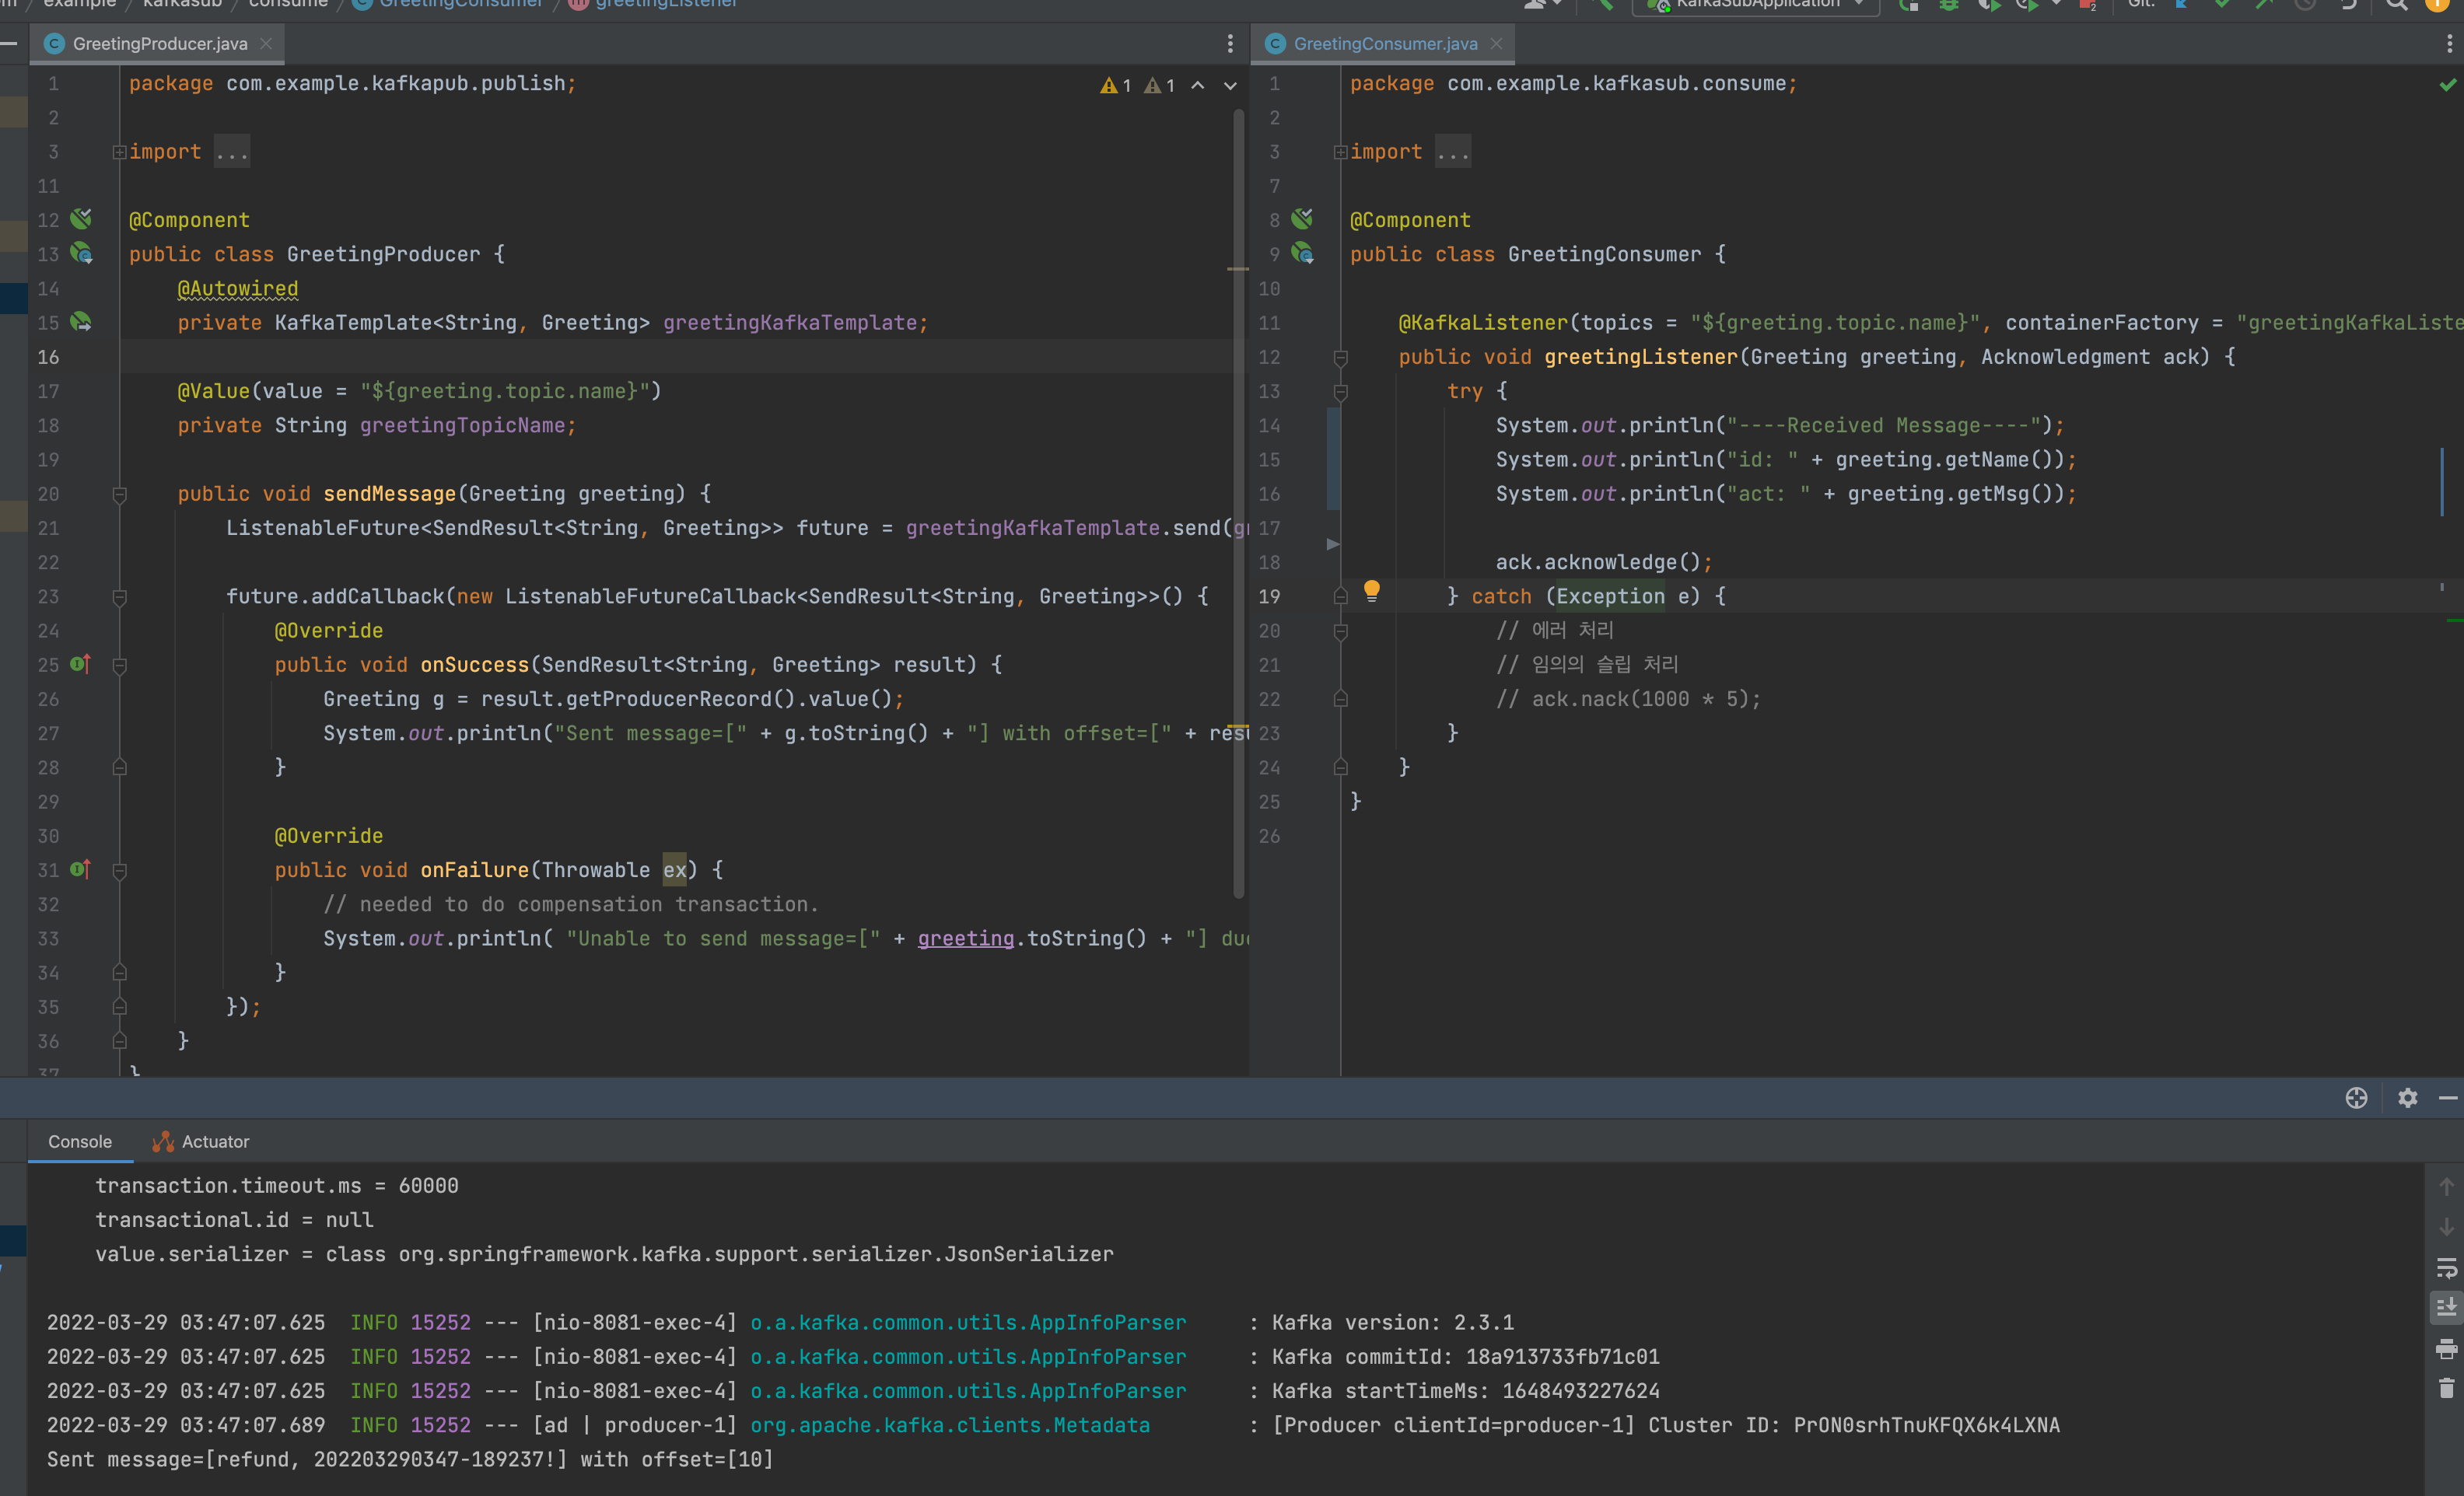 example / kafkasub / consume / GreetingConsumer / greetingListener
KafkaSubApplication
Git:
GreetingProducer.java
1 package com.example.kafkapub.publish;
1 1
2
3 import ...
11
12 @Component
13 public class GreetingProducer {
14 @Autowired
15 private KafkaTemplate<String, Greeting> greetingKafkaTemplate;
16
17 @Value(value = "${greeting.topic.name}")
18 private String greetingTopicName;
19
20 public void sendMessage(Greeting greeting) {
21 ListenableFuture<SendResult<String, Greeting>> future = greetingKafkaTemplate.send(
22
23 future.addCallback(new ListenableFutureCallback<SendResult<String, Greeting>>() {
24 @Override
25 public void onSuccess(SendResult<String, Greeting> result) {
26 Greeting g = result.getProducerRecord().value();
27 System.out.println("Sent message=[" + g.toString() + "] with offset=[" +
28 }
29
30 @Override
31 public void onFailure(Throwable ex) {
32 // needed to do compensation transaction.
33 System.out.println( "Unable to send message=[" + greeting.toString() + "]
34 }
35 });
36 }
37 }
GreetingConsumer.java
1 package com.example.kafkasub.consume;
2
3 import ...
7
8 @Component
9 public class GreetingConsumer {
10
11 @KafkaListener(topics = "${greeting.topic.name}", containerFactory = "greetingKafkaListe
12 public void greetingListener(Greeting greeting, Acknowledgment ack) {
13 try {
14 System.out.println("----Received Message----");
15 System.out.println("id: " + greeting.getName());
16 System.out.println("act: " + greeting.getMsg());
17
18 ack.acknowledge();
19 } catch (Exception e) {
20 // 에러 처리
21 // 임의의 슬립 처리
22 // ack.nack(1000 * 5);
23 }
24 }
25 }
26
Console Actuator
transaction.timeout.ms = 60000
transactional.id = null
value.serializer = class org.springframework.kafka.support.serializer.JsonSerializer
2022-03-29 03:47:07.625 INFO 15252 --- [nio-8081-exec-4] o.a.kafka.common.utils.AppInfoParser : Kafka version: 2.3.1
2022-03-29 03:47:07.625 INFO 15252 --- [nio-8081-exec-4] o.a.kafka.common.utils.AppInfoParser : Kafka commitId: 18a913733fb71c01
2022-03-29 03:47:07.625 INFO 15252 --- [nio-8081-exec-4] o.a.kafka.common.utils.AppInfoParser : Kafka startTimeMs: 1648493227624
2022-03-29 03:47:07.689 INFO 15252 --- [ad | producer-1] org.apache.kafka.clients.Metadata : [Producer clientId=producer-1] Cluster ID: PrON0srhTnuKFQX6k4LXNA
Sent message=[refund, 202203290347-189237!] with offset=[10]